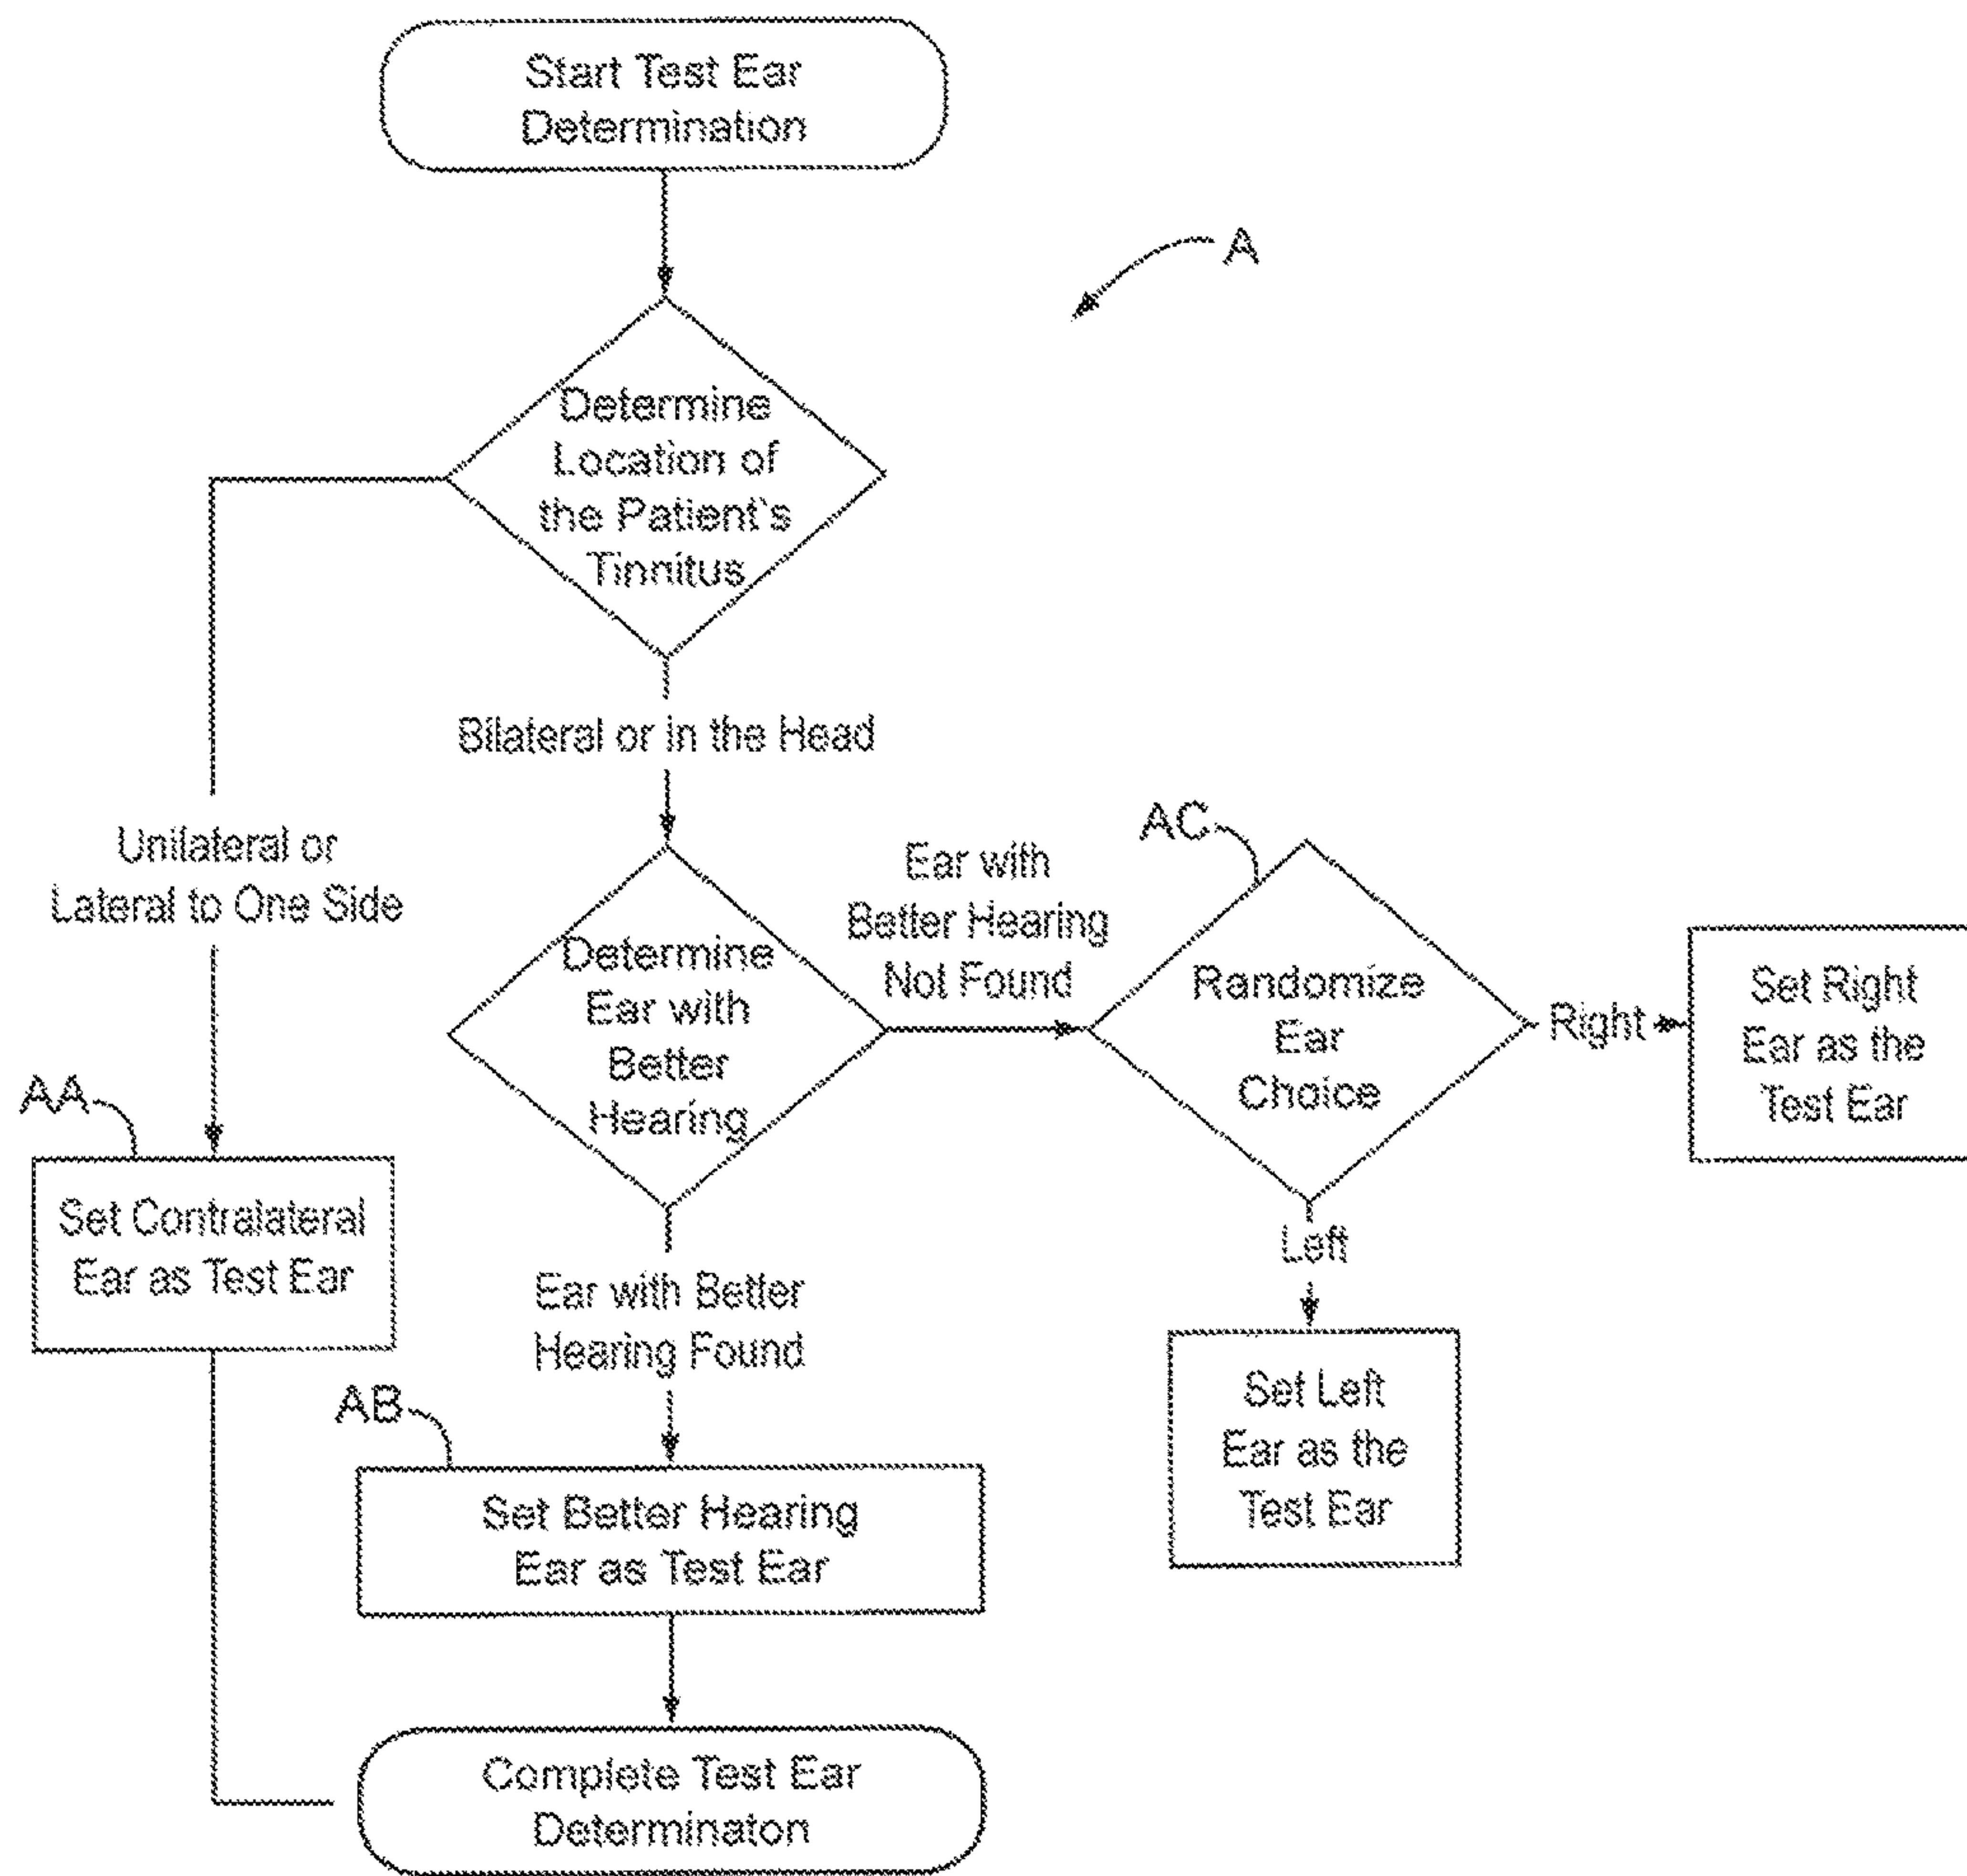 Start Test Ear
Determination
A
Determine
Location of
the Patient's
Tinnitus
Bilateral or in the Head
Unilateral or
Lateral to One Side
AC
Ear with
Better Hearing
Not Found
Determine
Ear with
Better
Hearing
Randomize
Ear
Choice
Right
Set Right
Ear as the
Test Ear
AA
Set Contralateral
Ear as Test Ear
Left
Ear with Better
Hearing Found
Set Left
Ear as the
Test Ear
AB
Set Better Hearing
Ear as Test Ear
Complete Test Ear
Determinaton